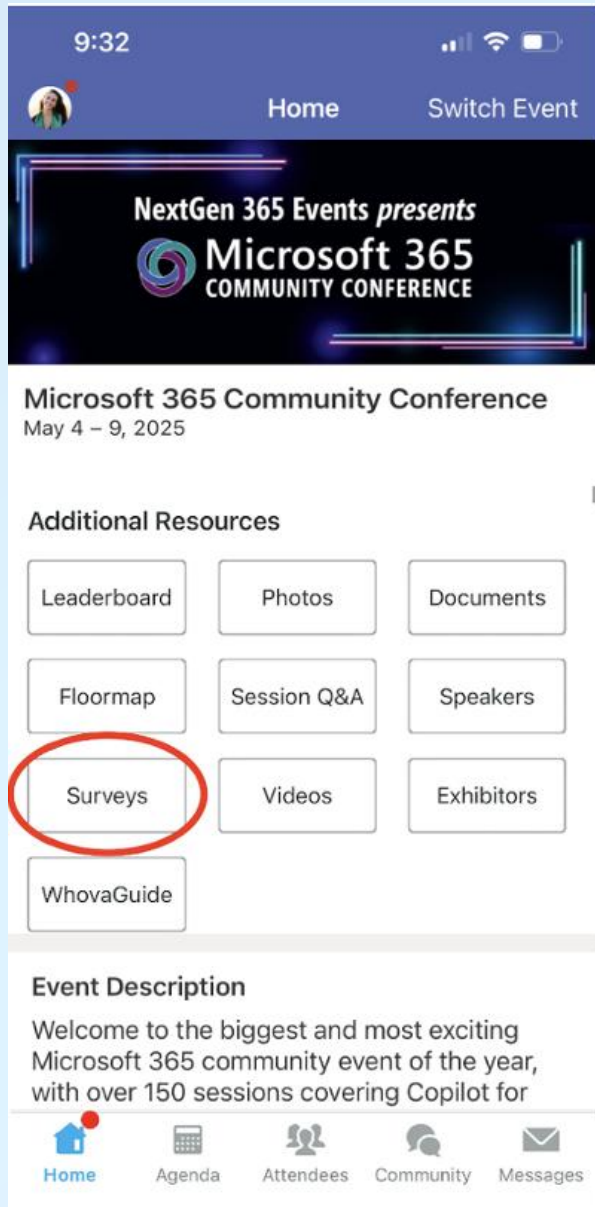 9:32
Home Switch Event
NextGen 365 Events presents
Microsoft 365
COMMUNITY CONFERENCE
Microsoft 365 Community Conference
May 4 – 9, 2025
Additional Resources
Leaderboard Photos Documents
Floormap Session Q&A Speakers
Surveys Videos Exhibitors
WhovaGuide
Event Description
Welcome to the biggest and most exciting
Microsoft 365 community event of the year,
with over 150 sessions covering Copilot for
Home Agenda Attendees Community Messages